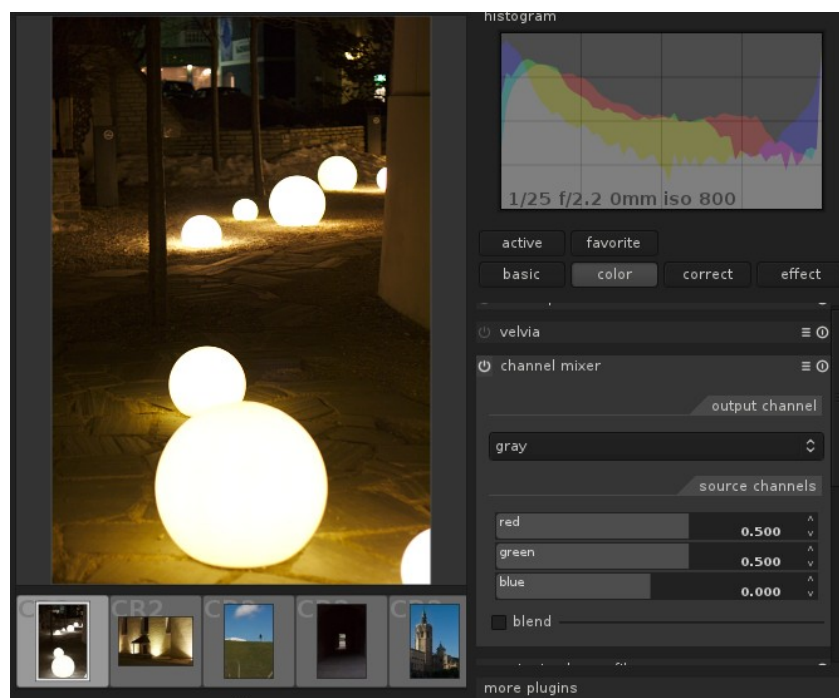 histogram
1/25 f/2.2 0mm iso 800
active favorite
basic color correct effect
velvia
channel mixer
output channel
gray
source channels
red
0.500
green
0.500
blue
0.000
blend
CR2
more plugins